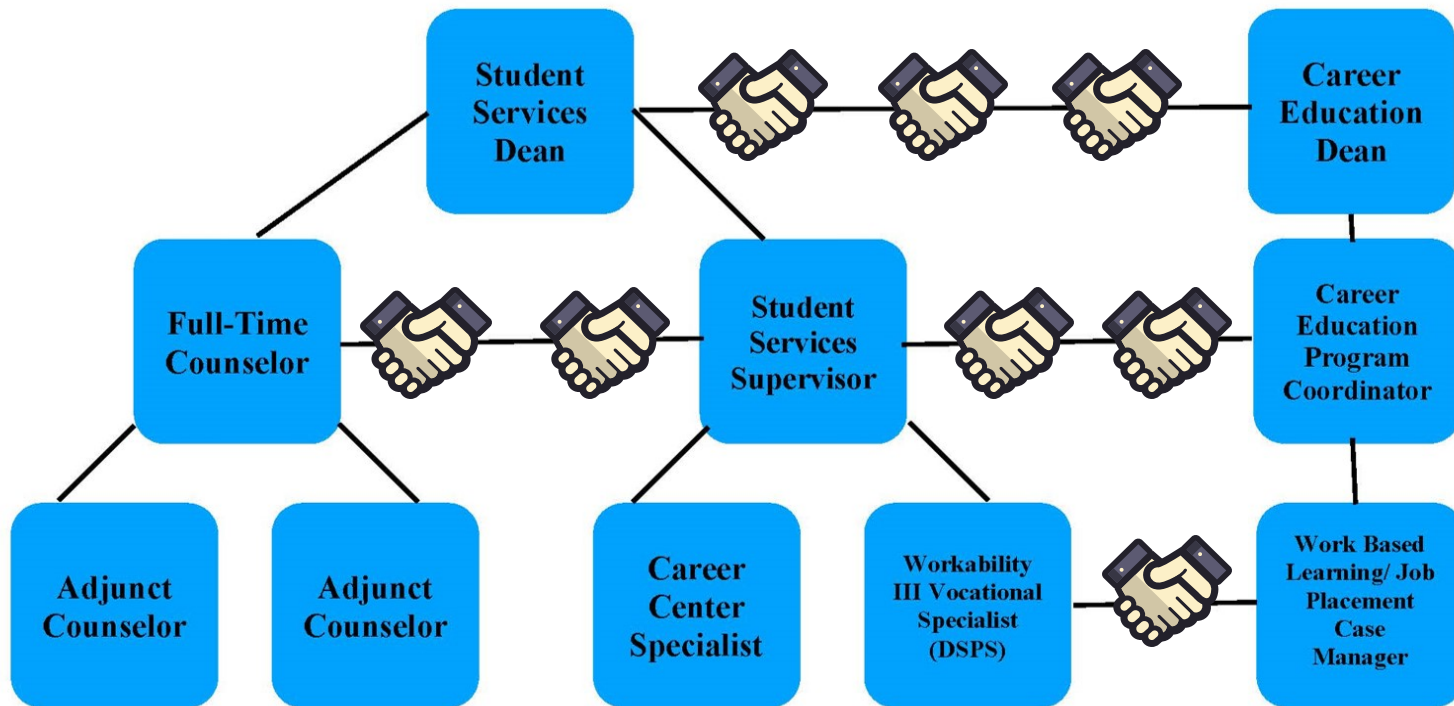 Student
Services
Dean
Career
Education
Dean
Full-Time
Counselor
Student
Services
Supervisor
Career
Education
Program
Coordinator
Adjunct
Counselor
Adjunct
Counselor
Career
Center
Specialist
Workability
III Vocational
Specialist
(DSPS)
Work Based
Learning/ Job
Placement
Case
Manager